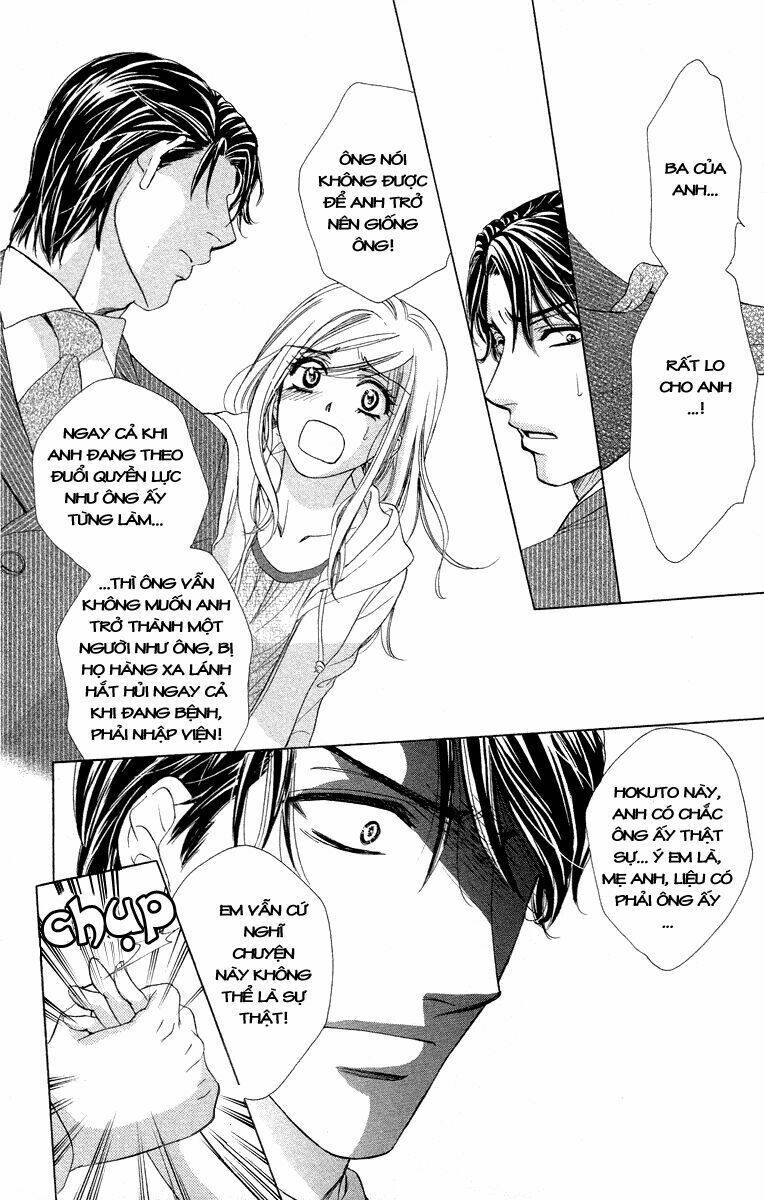 BA CỦA
ANH...
RẤT LO
CHO ANH
...!
ÔNG NÓI
KHÔNG ĐƯỢC
ĐỂ ANH TRỞ
NÊN GIỐNG
ÔNG!
NGAY CẢ KHI
ANH ĐANG THEO
ĐUỔI QUYỀN LỰC
NHƯ ÔNG ẤY
TỪNG LÀM...
...THÌ ÔNG VẪN
KHÔNG MUỐN ANH
TRỞ THÀNH MỘT
NGƯỜI NHƯ ÔNG, BỊ
HỌ HÀNG XA LÁNH
HẮT HỦI NGAY CẢ
KHI ĐANG BỆNH,
PHẢI NHẬP VIỆN!
HOKUTO NÀY,
ANH CÓ CHẮC
ÔNG ẤY THẬT
SỰ... Ý EM LÀ,
MẸ ANH, LIỆU CÓ
PHẢI ÔNG ẤY
...
EM VẪN CỨ
NGHĨ
CHUYỆN
NÀY KHÔNG
THỂ LÀ SỰ
THẬT!
chụp